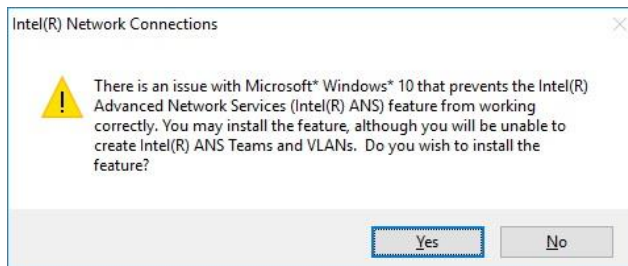 Intel(R) Network Connections
There is an issue with Microsoft* Windows* 10 that prevents the Intel(R)
Advanced Network Services (Intel(R) ANS) feature from working
correctly. You may install the feature, although you will be unable to
create Intel(R) ANS Teams and VLANs.  Do you wish to install the
feature?
Yes
No